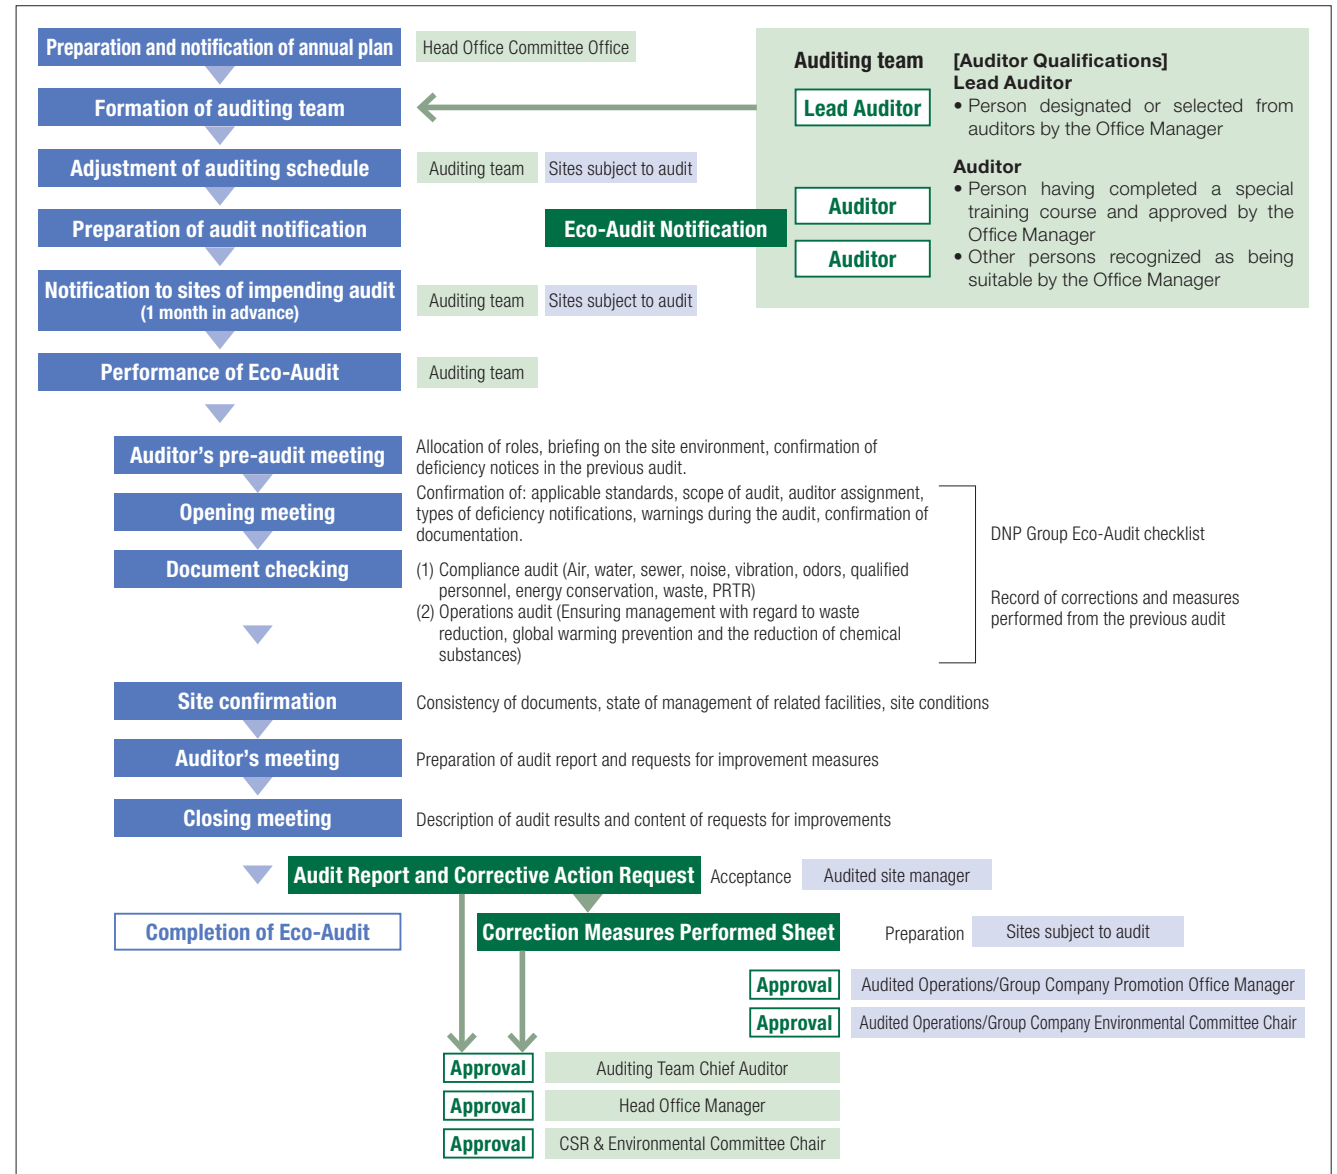 Preparation and notification of annual plan
Head Office Committee Office
Formation of auditing team
Adjustment of auditing schedule
Auditing team
Sites subject to audit
Preparation of audit notification
Eco-Audit Notification
Notification to sites of impending audit
(1 month in advance)
Auditing team
Sites subject to audit
Performance of Eco-Audit
Auditing team
Auditing team
Lead Auditor
Auditor
Auditor
[Auditor Qualifications]
Lead Auditor
• Person designated or selected from
auditors by the Office Manager
Auditor
• Person having completed a special
training course and approved by the
Office Manager
• Other persons recognized as being
suitable by the Office Manager
Auditor’s pre-audit meeting
Allocation of roles, briefing on the site environment, confirmation of
deficiency notices in the previous audit.
Opening meeting
Confirmation of: applicable standards, scope of audit, auditor assignment,
types of deficiency notifications, warnings during the audit, confirmation of
documentation.
Document checking
(1) Compliance audit (Air, water, sewer, noise, vibration, odors, qualified
personnel, energy conservation, waste, PRTR)
(2) Operations audit (Ensuring management with regard to waste
reduction, global warming prevention and the reduction of chemical
substances)
DNP Group Eco-Audit checklist
Record of corrections and measures
performed from the previous audit
Site confirmation
Consistency of documents, state of management of related facilities, site conditions
Auditor’s meeting
Preparation of audit report and requests for improvement measures
Closing meeting
Description of audit results and content of requests for improvements
Audit Report and Corrective Action Request
Acceptance
Audited site manager
Completion of Eco-Audit
Correction Measures Performed Sheet
Preparation
Sites subject to audit
Approval
Audited Operations/Group Company Promotion Office Manager
Approval
Audited Operations/Group Company Environmental Committee Chair
Approval
Auditing Team Chief Auditor
Approval
Head Office Manager
Approval
CSR & Environmental Committee Chair